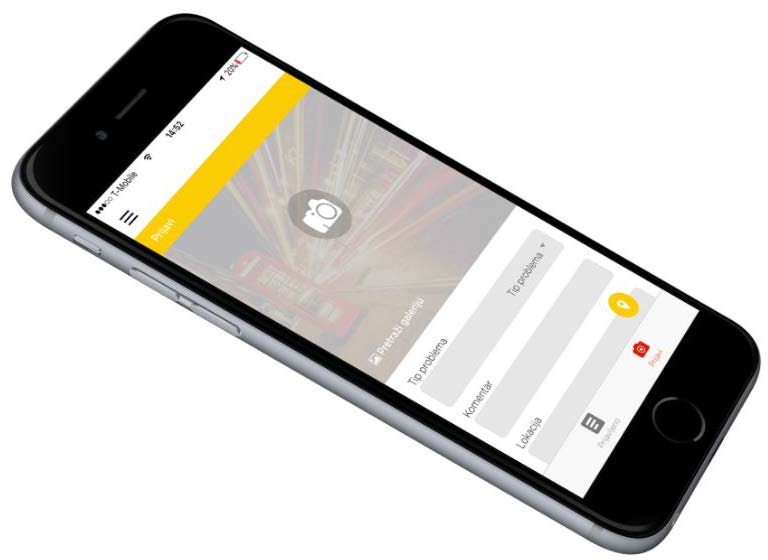 T-Mobile 14:52 20%
Prijavi
Pretraži galeriju
Tip problema
Tip problema
Komentar
Lokacija
Prijavljeno
Prijavi